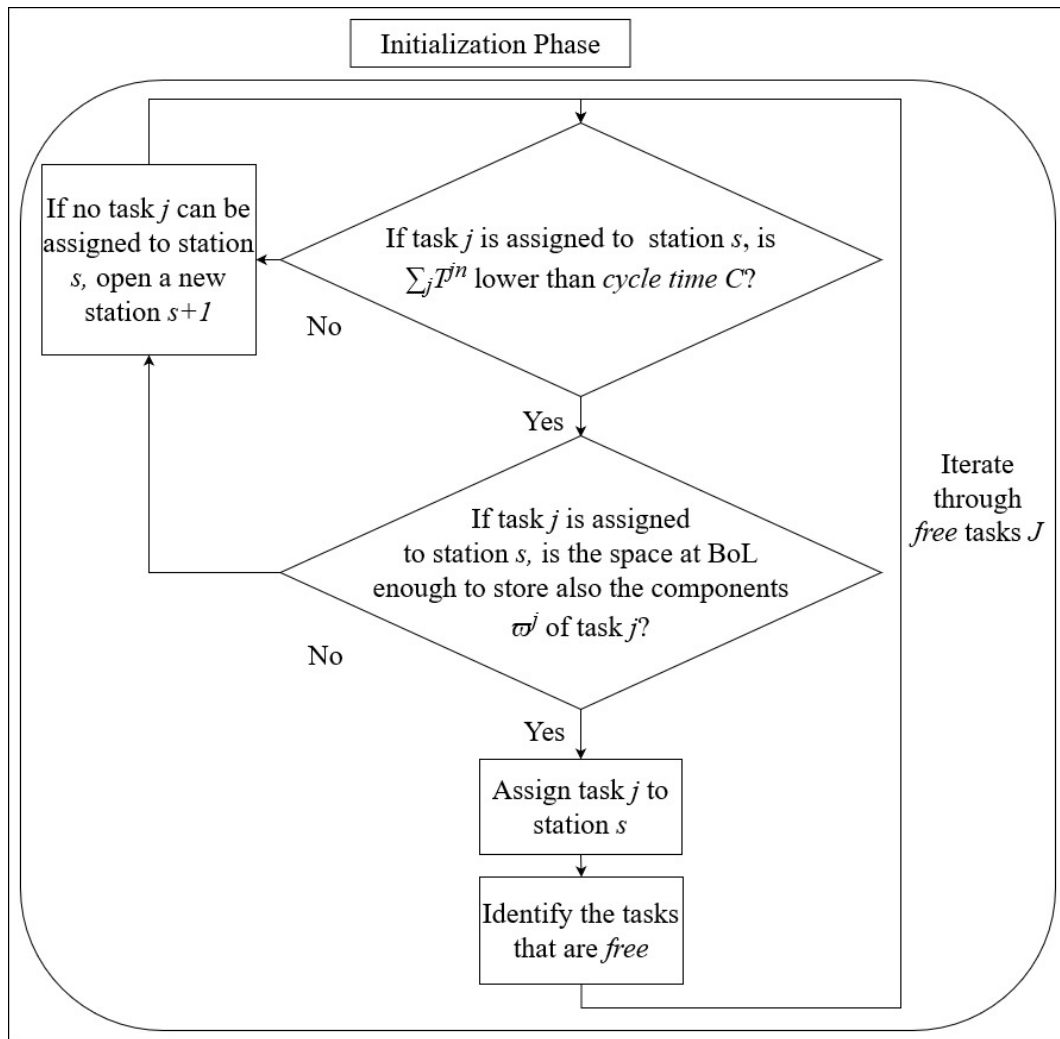 Initialization Phase
If no task j can be
assigned to station
s, open a new
station s+1
If task j is assigned to station s, is
∑ⱼTʲⁿ lower than cycle time C?
No
Yes
If task j is assigned
to station s, is the space at BoL
enough to store also the components
ϖʲ of task j?
No
Yes
Assign task j to
station s
Identify the tasks
that are free
Iterate
through
free tasks J